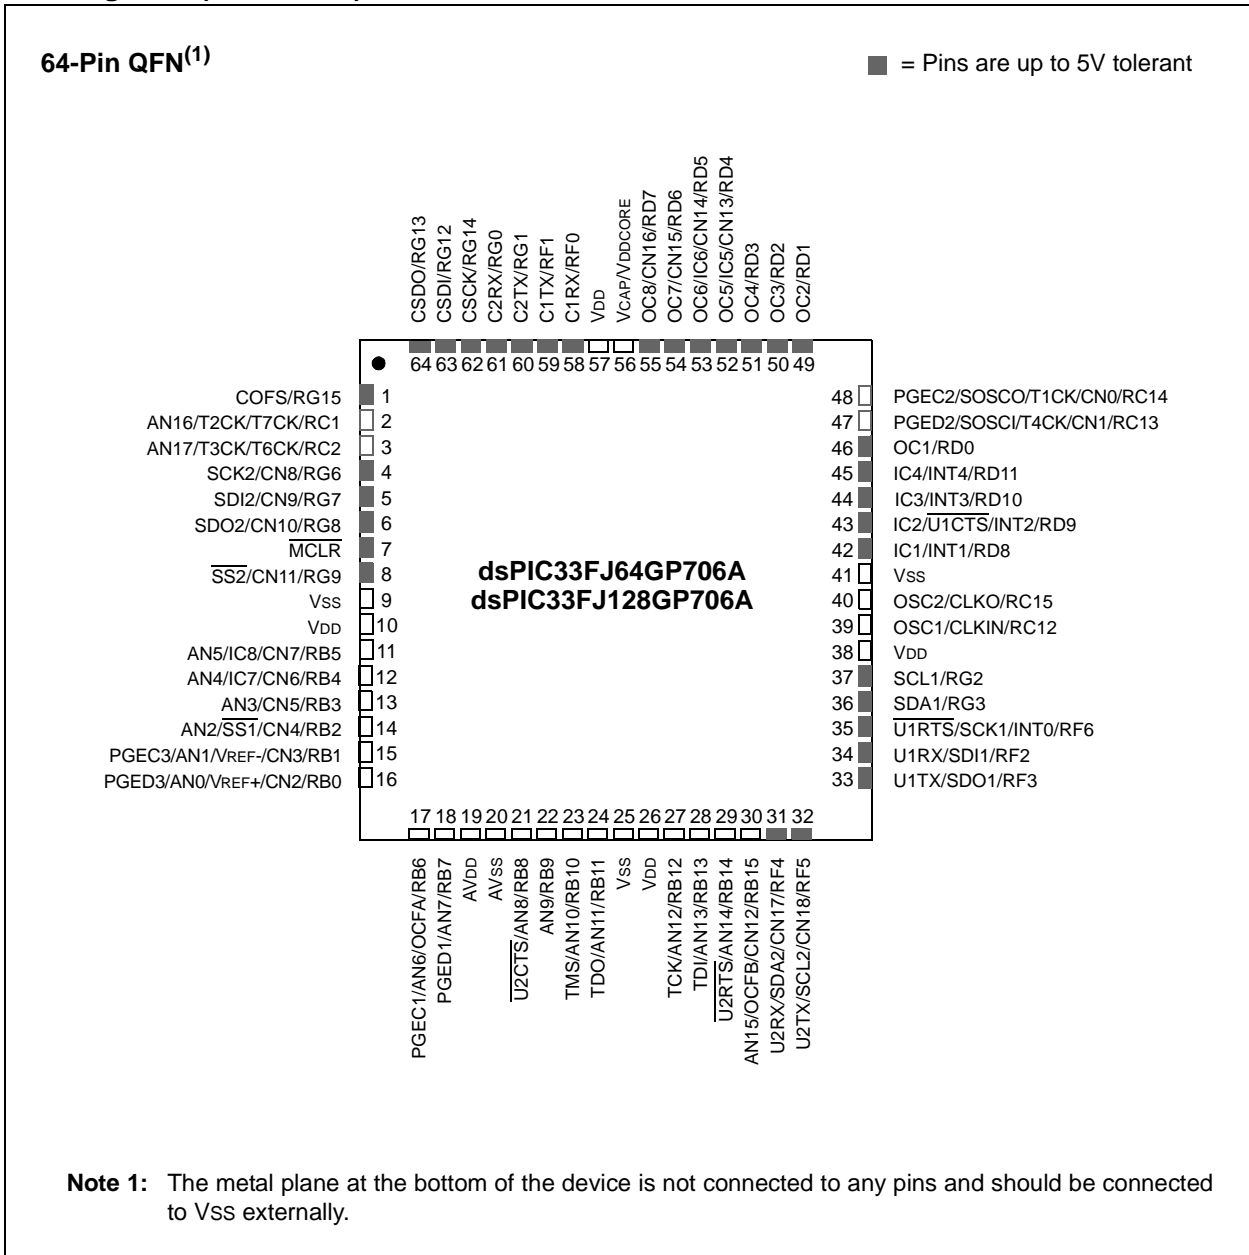 64-Pin QFN(1)
= Pins are up to 5V tolerant
CSDO/RG13
CSDI/RG12
CSCK/RG14
C2RX/RG0
C2TX/RG1
C1TX/RF1
C1RX/RF0
VDD
VCAP/VDDCORE
OC8/CN16/RD7
OC7/CN15/RD6
OC6/IC6/CN14/RD5
OC5/IC5/CN13/RD4
OC4/RD3
OC3/RD2
OC2/RD1
64 63 62 61 60 59 58 57 56 55 54 53 52 51 50 49
COFS/RG15 1
AN16/T2CK/T7CK/RC1 2
AN17/T3CK/T6CK/RC2 3
SCK2/CN8/RG6 4
SDI2/CN9/RG7 5
SDO2/CN10/RG8 6
MCLR 7
SS2/CN11/RG9 8
VSS 9
VDD 10
AN5/IC8/CN7/RB5 11
AN4/IC7/CN6/RB4 12
AN3/CN5/RB3 13
AN2/SS1/CN4/RB2 14
PGEC3/AN1/VREF-/CN3/RB1 15
PGED3/AN0/VREF+/CN2/RB0 16
dsPIC33FJ64GP706A
dsPIC33FJ128GP706A
48 PGEC2/SOSCO/T1CK/CN0/RC14
47 PGED2/SOSCI/T4CK/CN1/RC13
46 OC1/RD0
45 IC4/INT4/RD11
44 IC3/INT3/RD10
43 IC2/U1CTS/INT2/RD9
42 IC1/INT1/RD8
41 VSS
40 OSC2/CLKO/RC15
39 OSC1/CLKIN/RC12
38 VDD
37 SCL1/RG2
36 SDA1/RG3
35 U1RTS/SCK1/INT0/RF6
34 U1RX/SDI1/RF2
33 U1TX/SDO1/RF3
17 18 19 20 21 22 23 24 25 26 27 28 29 30 31 32
PGEC1/AN6/OCFA/RB6
PGED1/AN7/RB7
AVDD
AVSS
U2CTS/AN8/RB8
AN9/RB9
TMS/AN10/RB10
TDO/AN11/RB11
VSS
VDD
TCK/AN12/RB12
TDI/AN13/RB13
U2RTS/AN14/RB14
AN15/OCFB/CN12/RB15
U2RX/SDA2/CN17/RF4
U2TX/SCL2/CN18/RF5
Note 1: The metal plane at the bottom of the device is not connected to any pins and should be connected
to VSS externally.